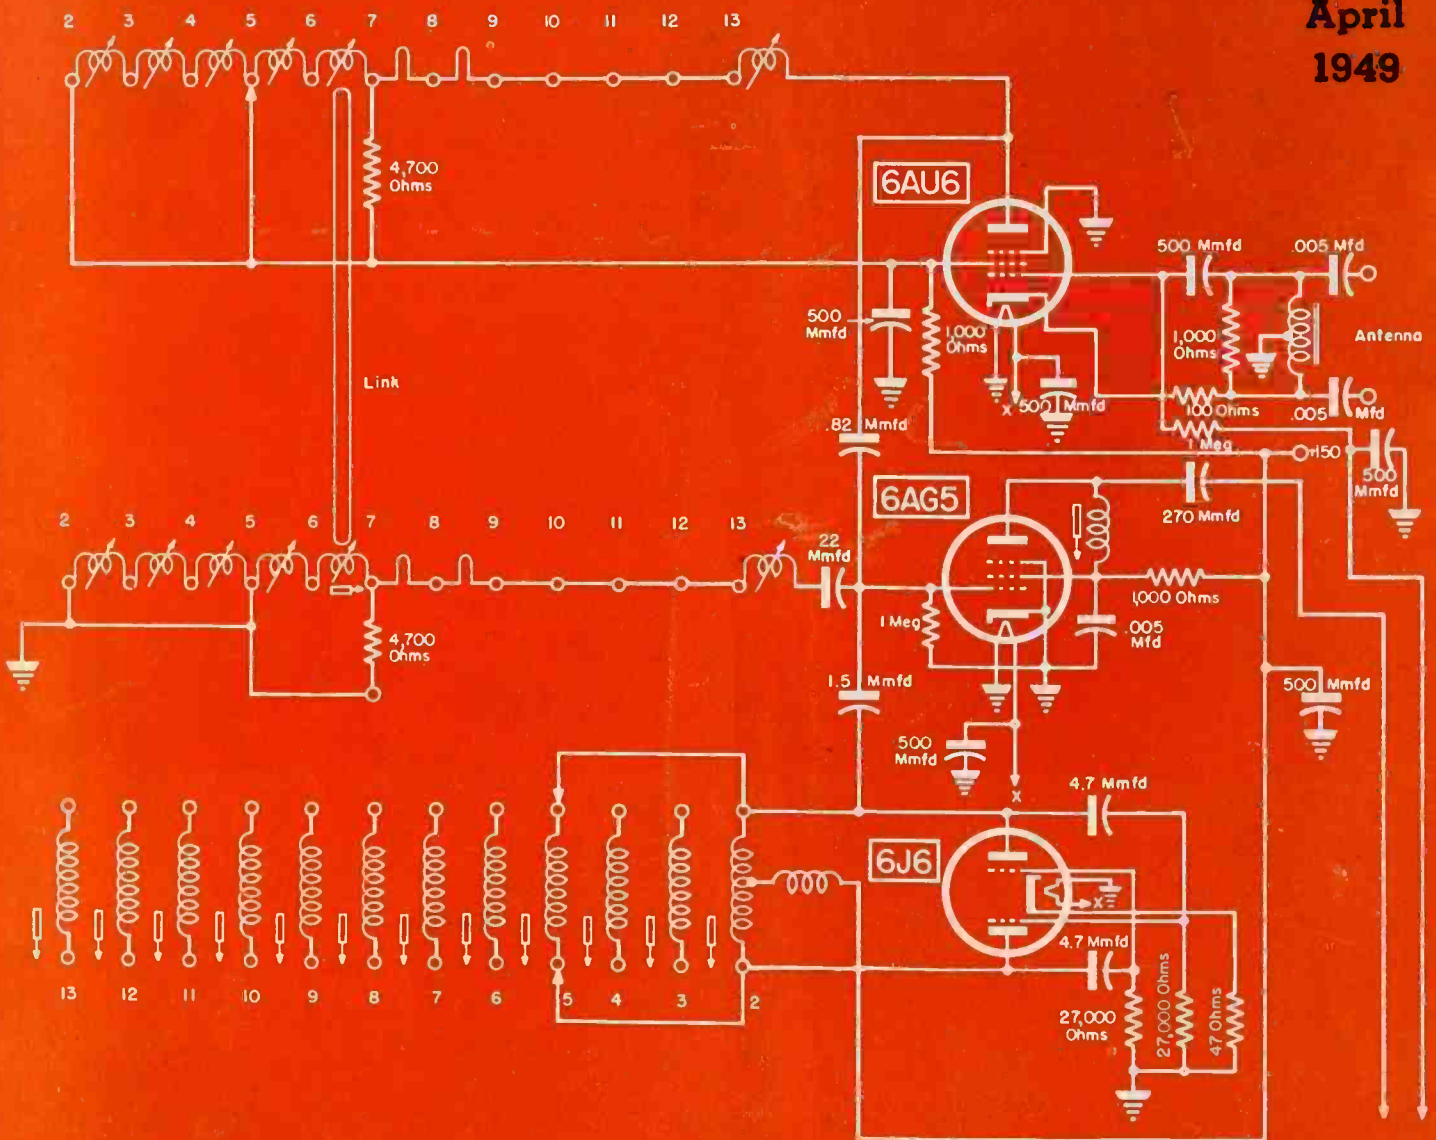 April
1949
2 3 4 5 6 7 8 9 10 11 12 13
4,700
Ohms
6AU6
500 Mmfd
.005 Mfd
500
Mmfd
1,000
Ohms
1,000
Ohms
Antenna
Link
X
500 Mmfd
100 Ohms
.005 Mfd
.82 Mmfd
1 Meg
+150
500
Mmfd
6AG5
270 Mmfd
2 3 4 5 6 7 8 9 10 11 12 13
22
Mmfd
1,000 Ohms
1 Meg
.005
Mfd
4,700
Ohms
1.5 Mmfd
500 Mmfd
500
Mmfd
X
4.7 Mmfd
6J6
X
4.7 Mmfd
13 12 11 10 9 8 7 6 5 4 3 2
27,000
Ohms
27,000 Ohms
47 Ohms